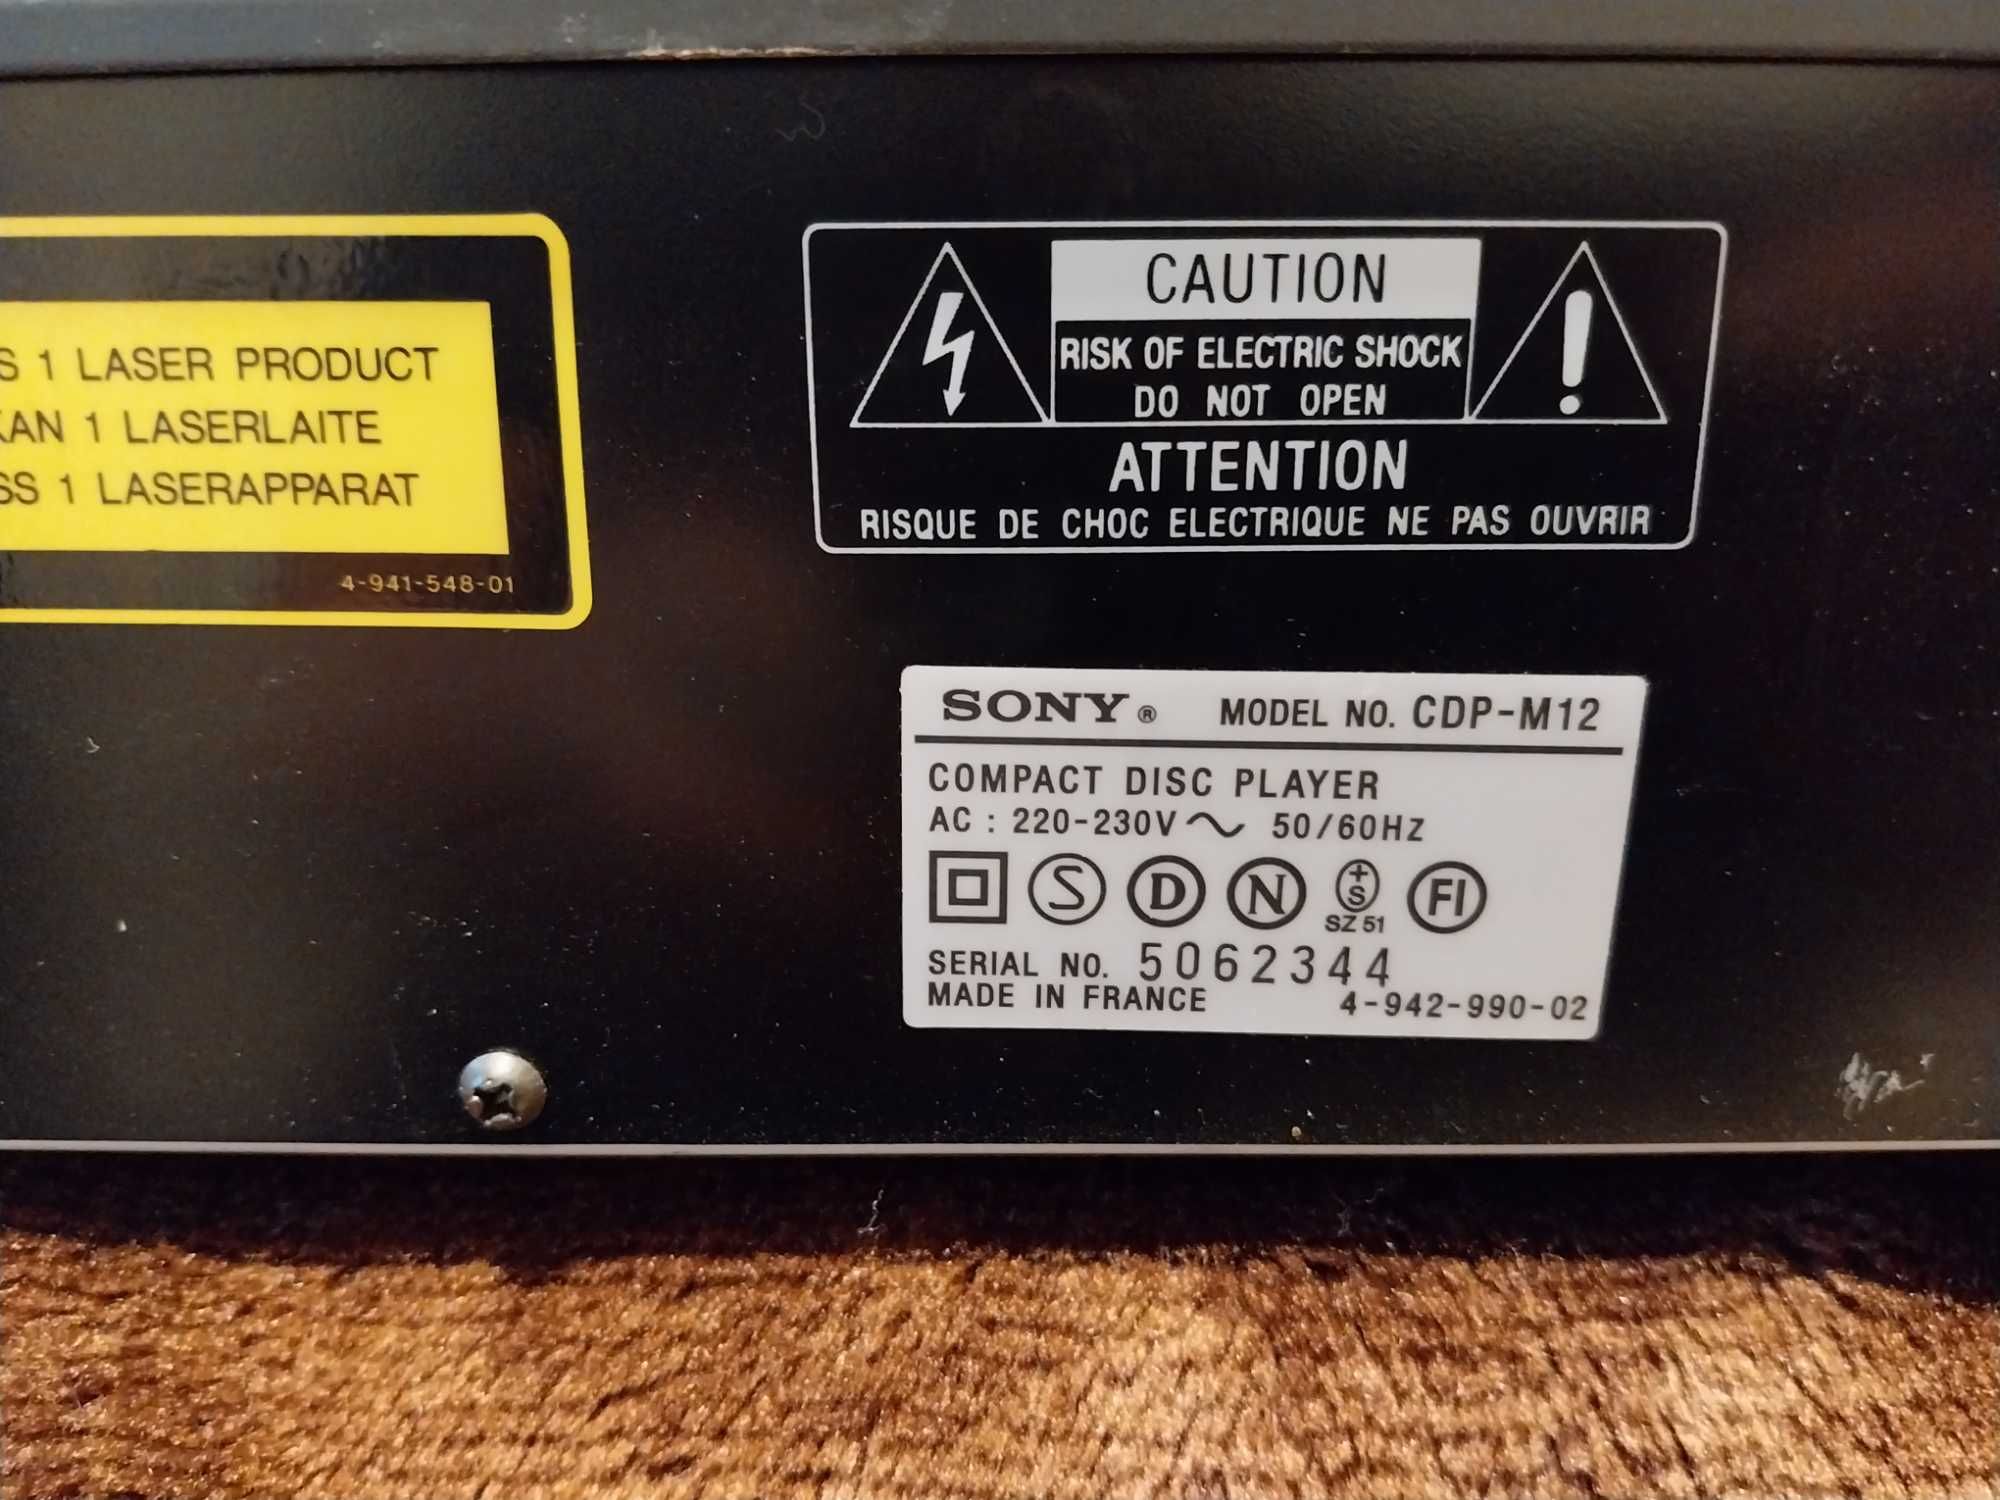 S 1 LASER PRODUCT
KAN 1 LASERLAITE
SS 1 LASERAPPARAT
4-941-548-01
CAUTION
RISK OF ELECTRIC SHOCK
DO NOT OPEN
ATTENTION
RISQUE DE CHOC ELECTRIQUE NE PAS OUVRIR
SONY® MODEL NO. CDP-M12
COMPACT DISC PLAYER
AC : 220-230V ~ 50/60HZ
S D N +S FI
SZ 51
SERIAL NO. 5062344
MADE IN FRANCE 4-942-990-02